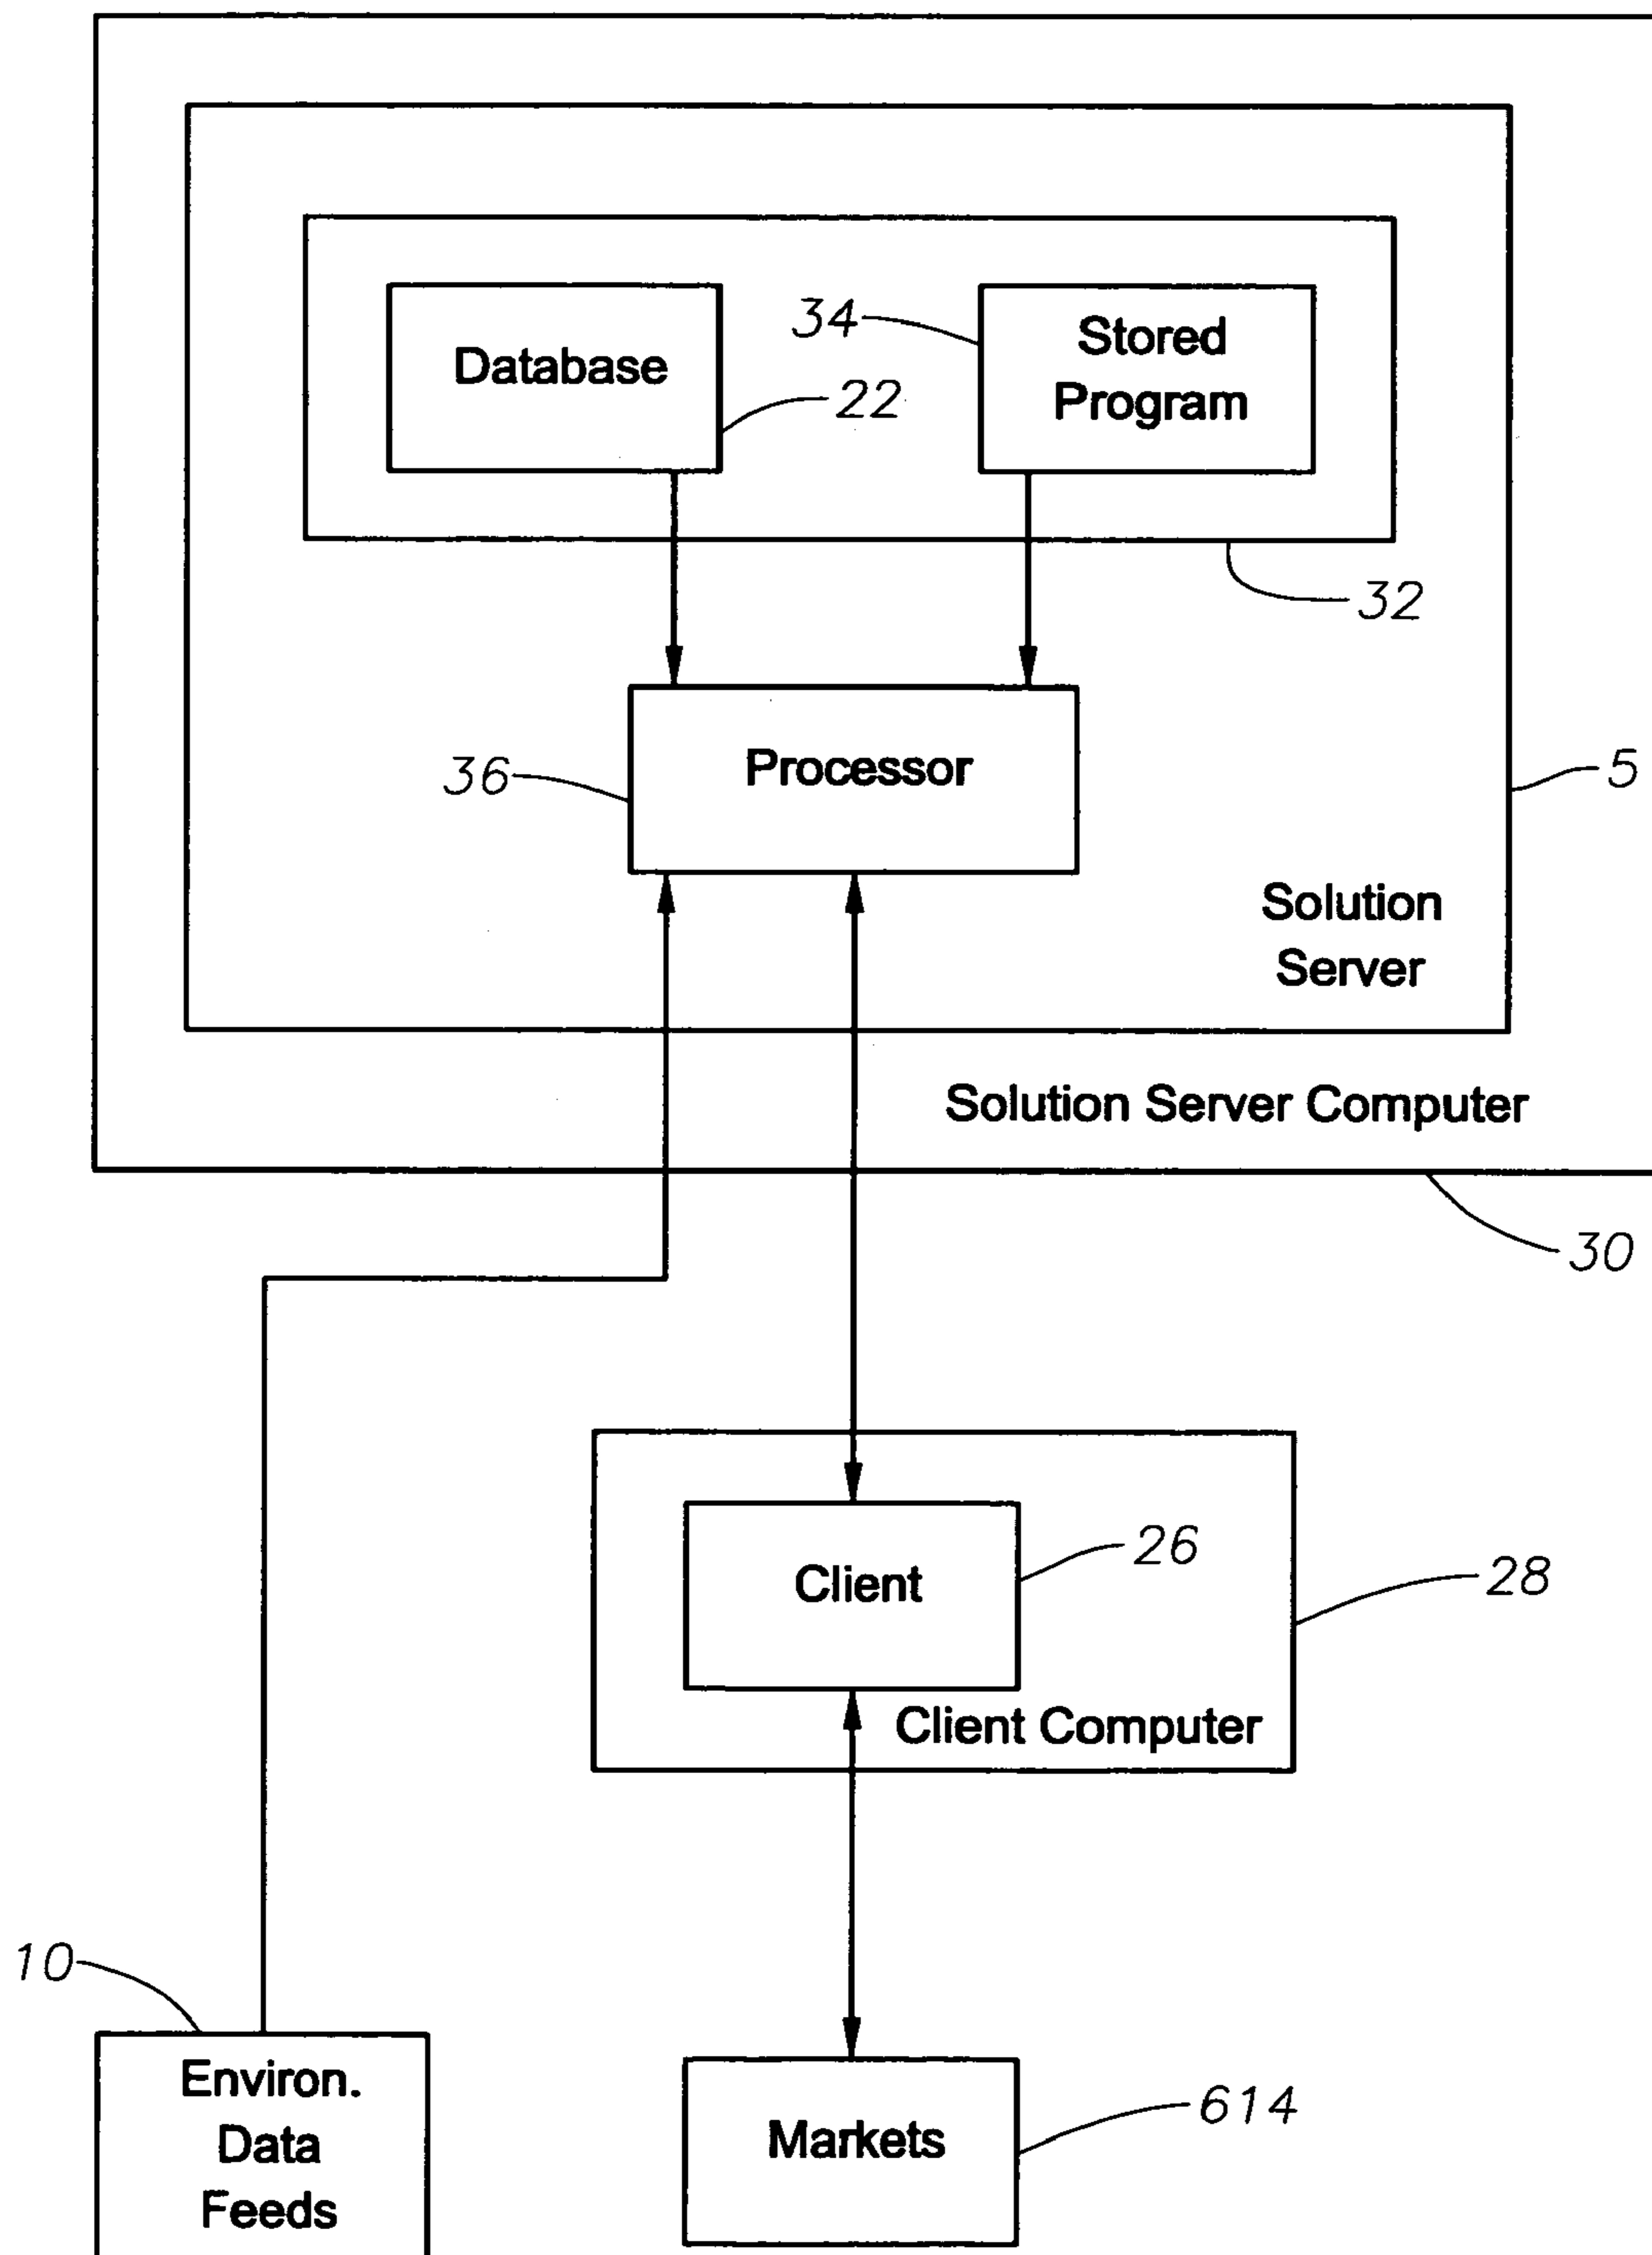 Database
22
34
Stored
Program
32
36
Processor
5
Solution
Server
Solution Server Computer
30
Client
26
28
Client Computer
10
Environ.
Data
Feeds
Markets
614